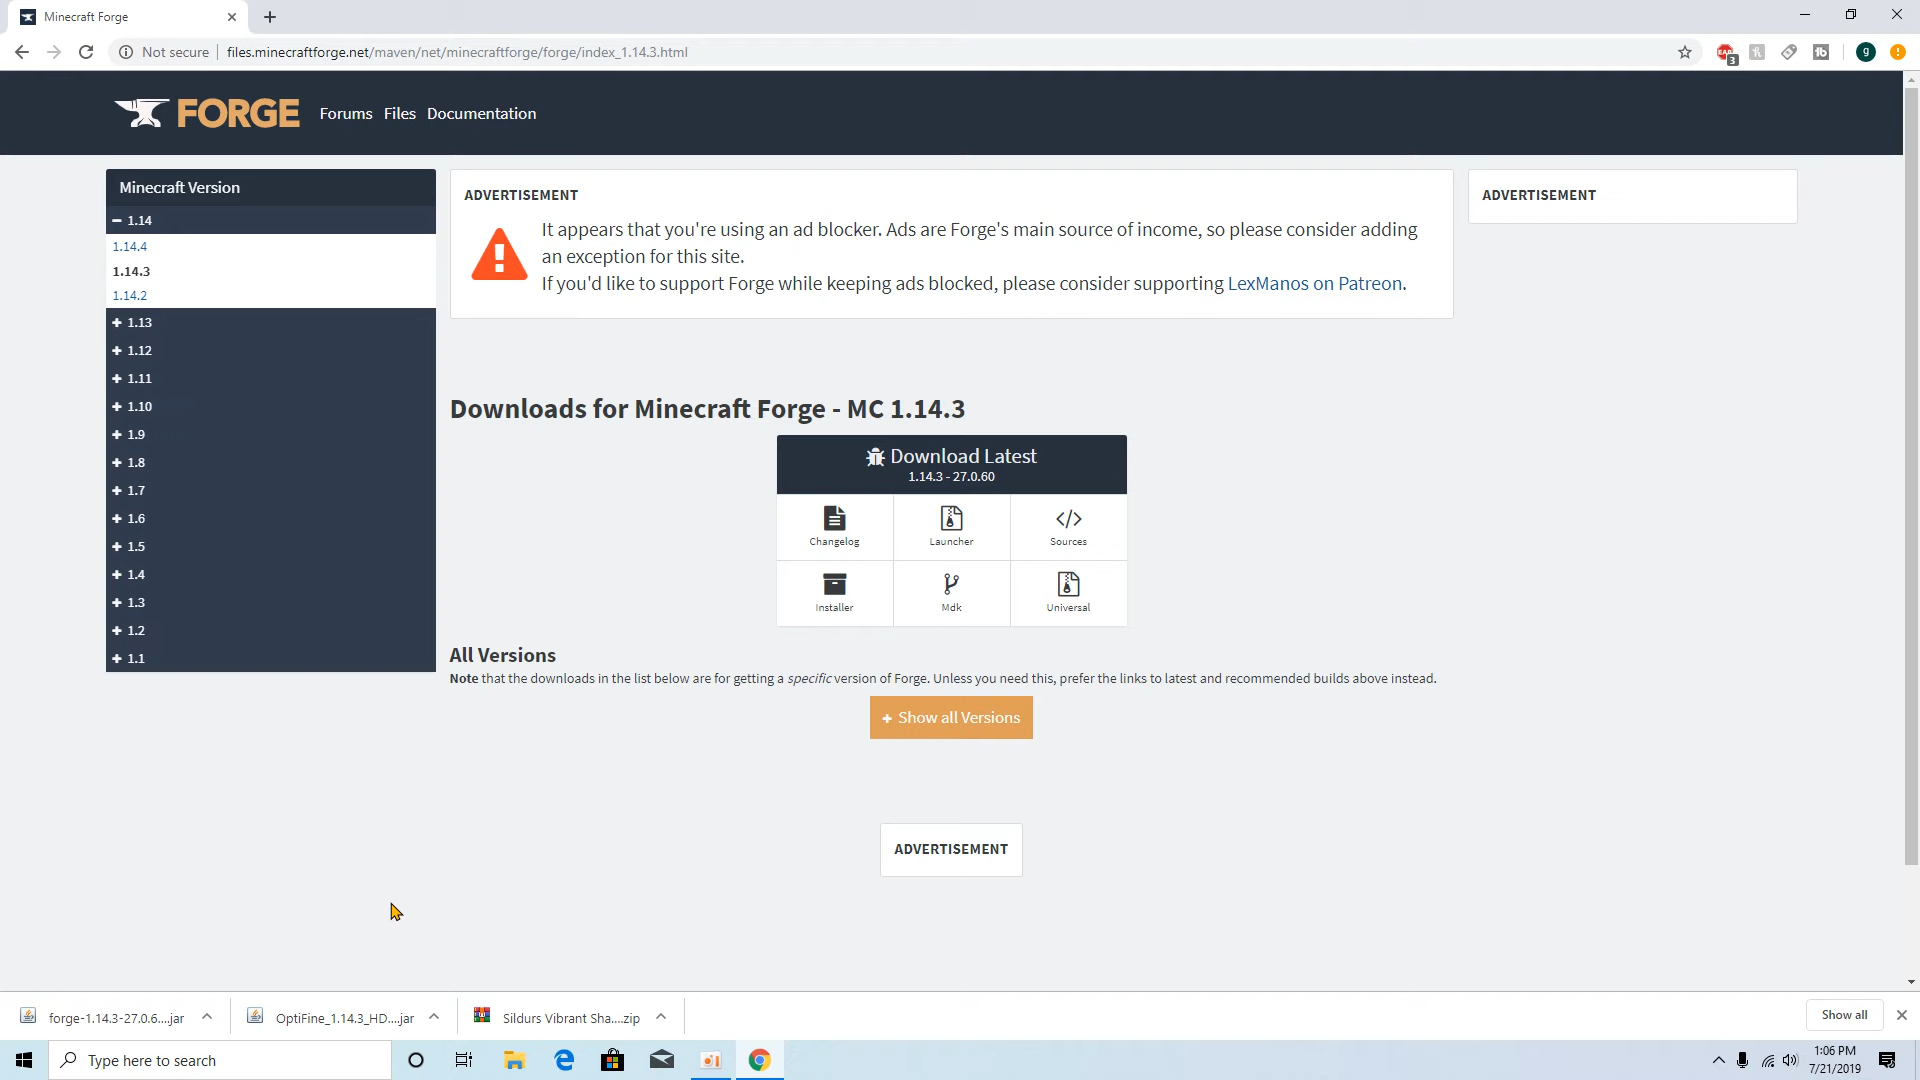 Minecraft Forge
Not secure
files.minecraftforge.net/maven/net/minecraftforge/forge/index_1.14.3.html
3
g
FORGE
Forums Files Documentation
Minecraft Version
1.14
1.14.4
1.14.3
1.14.2
1.13
1.12
1.11
1.10
1.9
1.8
1.7
1.6
1.5
1.4
1.3
1.2
1.1
ADVERTISEMENT
It appears that you're using an ad blocker. Ads are Forge's main source of income, so please consider adding
an exception for this site.
If you'd like to support Forge while keeping ads blocked, please consider supporting LexManos on Patreon.
ADVERTISEMENT
Downloads for Minecraft Forge - MC 1.14.3
Download Latest
1.14.3 - 27.0.60
Changelog Launcher Sources
Installer Mdk Universal
All Versions
Note that the downloads in the list below are for getting a specific version of Forge. Unless you need this, prefer the links to latest and recommended builds above instead.
+ Show all Versions
ADVERTISEMENT
forge-1.14.3-27.0.6....jar
OptiFine_1.14.3_HD....jar
Sildurs Vibrant Sha....zip
Show all
Type here to search
1:06 PM
7/21/2019